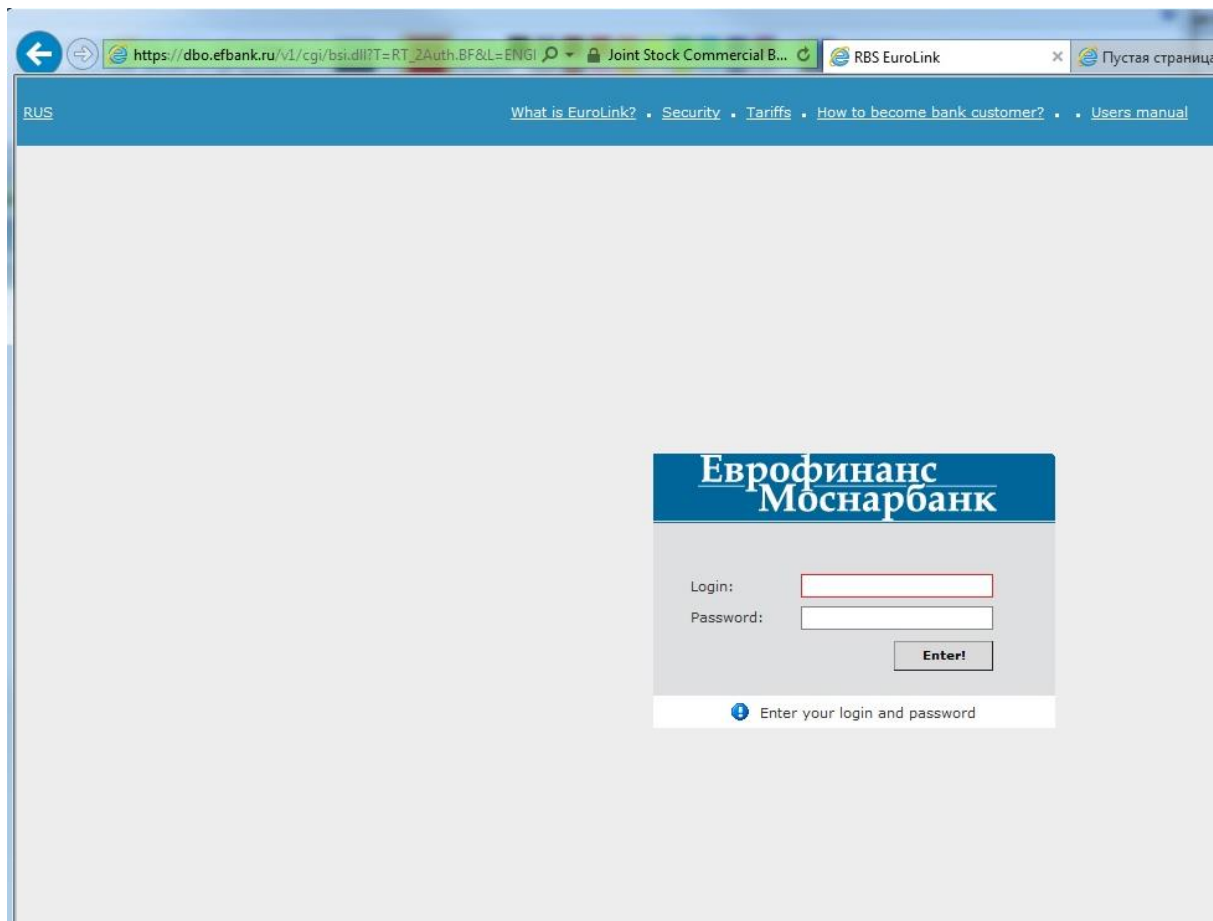 https://dbo.efbank.ru/v1/cgi/bsi.dll?T=RT_2Auth.BF&L=ENGI Joint Stock Commercial B... RBS EuroLink Пустая страница
RUS What is EuroLink? . Security . Tariffs . How to become bank customer? . . Users manual
Еврофинанс
Моснарбанк
Login:
Password:
Enter!
Enter your login and password